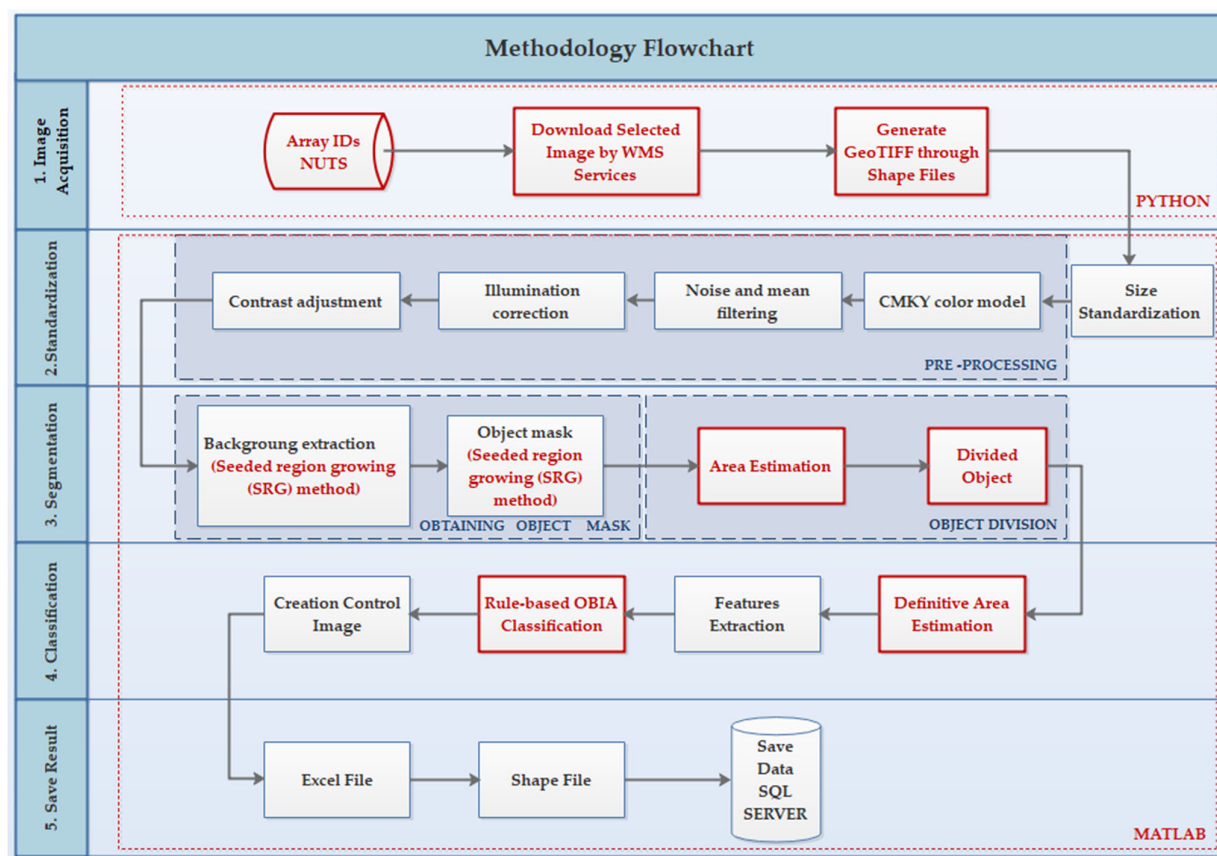 Methodology Flowchart
1. Image
Acquisition
Array IDs
NUTS
Download Selected
Image by WMS
Services
Generate
GeoTIFF through
Shape Files
PYTHON
2.Standardization
Contrast adjustment
Illumination
correction
Noise and mean
filtering
CMKY color model
Size
Standardization
PRE -PROCESSING
3. Segmentation
Backgroung extraction
(Seeded region growing
(SRG) method)
Object mask
(Seeded region
growing (SRG)
method)
OBTAINING OBJECT MASK
Area Estimation
Divided
Object
OBJECT DIVISION
4. Classification
Creation Control
Image
Rule-based OBIA
Classification
Features
Extraction
Definitive Area
Estimation
5. Save Result
Excel File
Shape File
Save
Data
SQL
SERVER
MATLAB